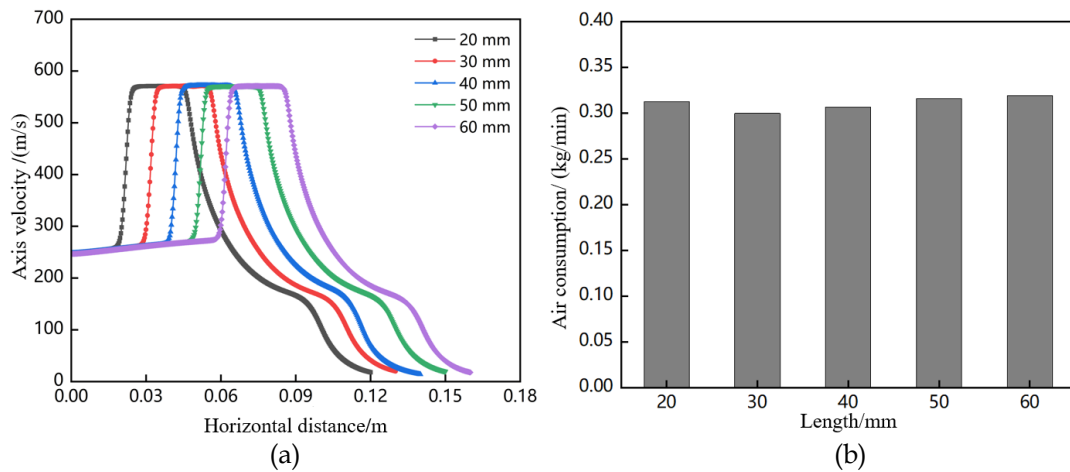 700
600
500
400
300
200
100
0
Axis velocity /(m/s)
20 mm
30 mm
40 mm
50 mm
60 mm
0.00 0.03 0.06 0.09 0.12 0.15 0.18
Horizontal distance/m
(a)
0.40
0.35
0.30
0.25
0.20
0.15
0.10
0.05
0.00
Air consumption/ (kg/min)
20 30 40 50 60
Length/mm
(b)